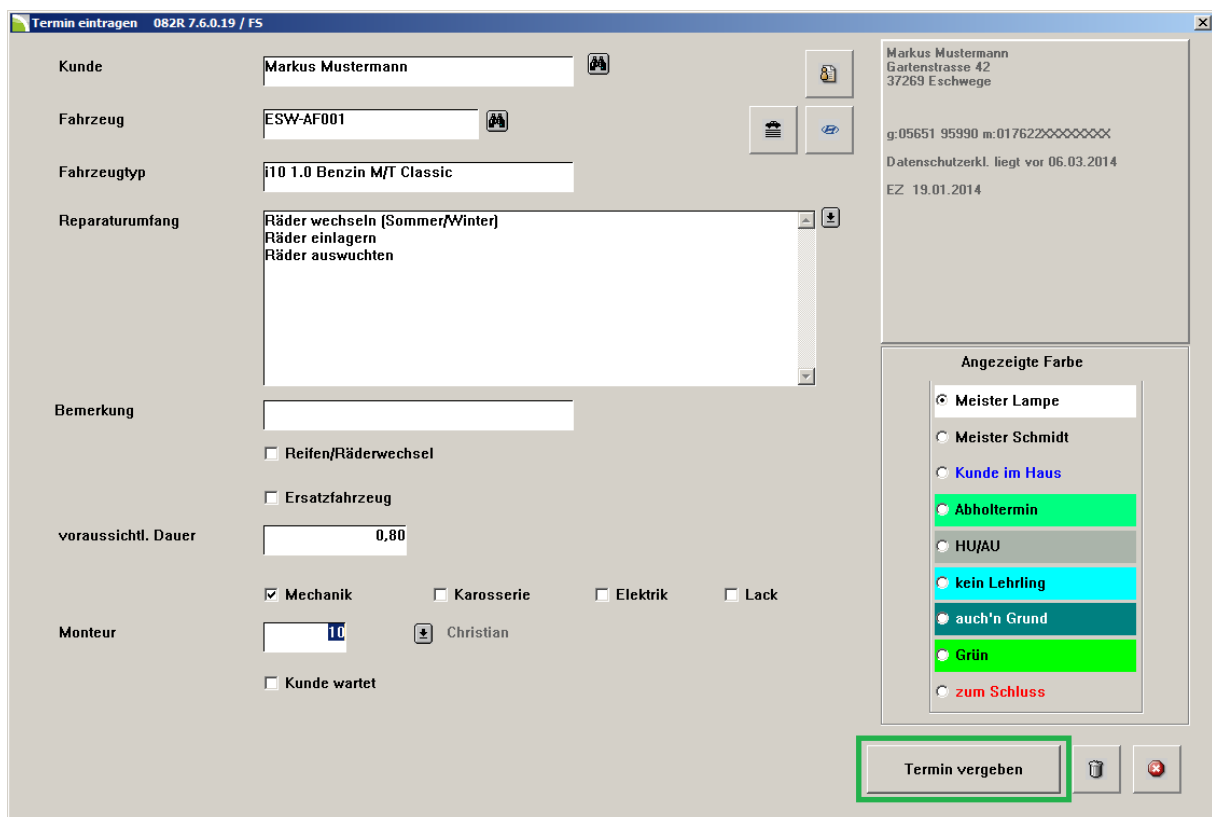 Termin eintragen 082R 7.6.0.19 / FS
Kunde
Markus Mustermann
Fahrzeug
ESW-AF001
Fahrzeugtyp
i10 1.0 Benzin M/T Classic
Reparaturumfang
Räder wechseln (Sommer/Winter)
Räder einlagern
Räder auswuchten
Bemerkung
Reifen/Räderwechsel
Ersatzfahrzeug
voraussichtl. Dauer
0,80
Mechanik
Karosserie
Elektrik
Lack
Monteur
10
Christian
Kunde wartet
Markus Mustermann
Gartenstrasse 42
37269 Eschwege
g:05651 95990 m:017622XXXXXXXX
Datenschutzerkl. liegt vor 06.03.2014
EZ 19.01.2014
Angezeigte Farbe
Meister Lampe
Meister Schmidt
Kunde im Haus
Abholtermin
HU/AU
kein Lehrling
auch'n Grund
Grün
zum Schluss
Termin vergeben